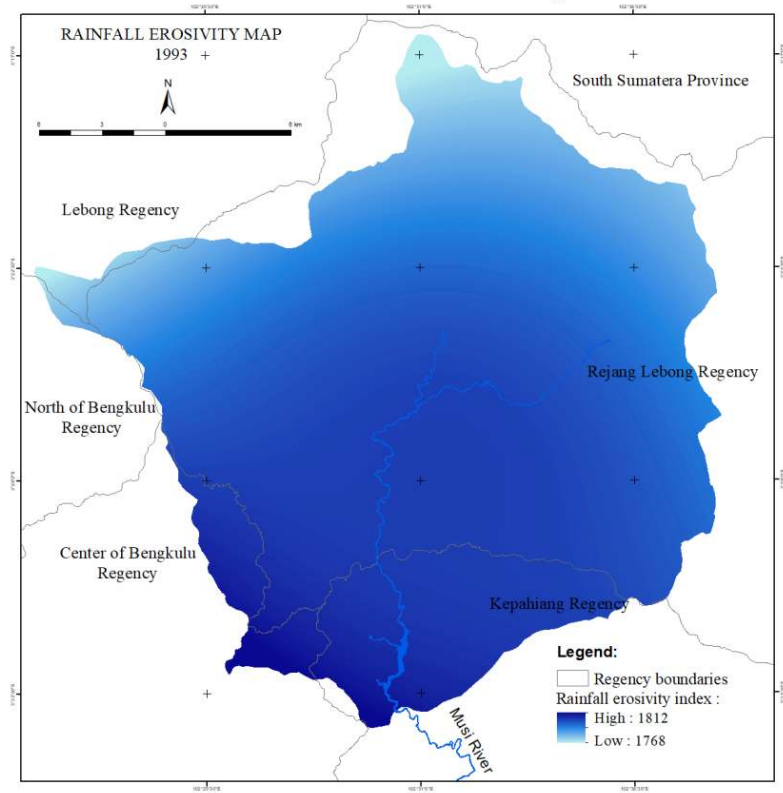 RAINFALL EROSIVITY MAP
1993
N
South Sumatera Province
Lebong Regency
Rejang Lebong Regency
North of Bengkulu
Regency
Center of Bengkulu
Regency
Kepahiang Regency
Musi River
Legend:
Regency boundaries
Rainfall erosivity index :
High : 1812
Low : 1768